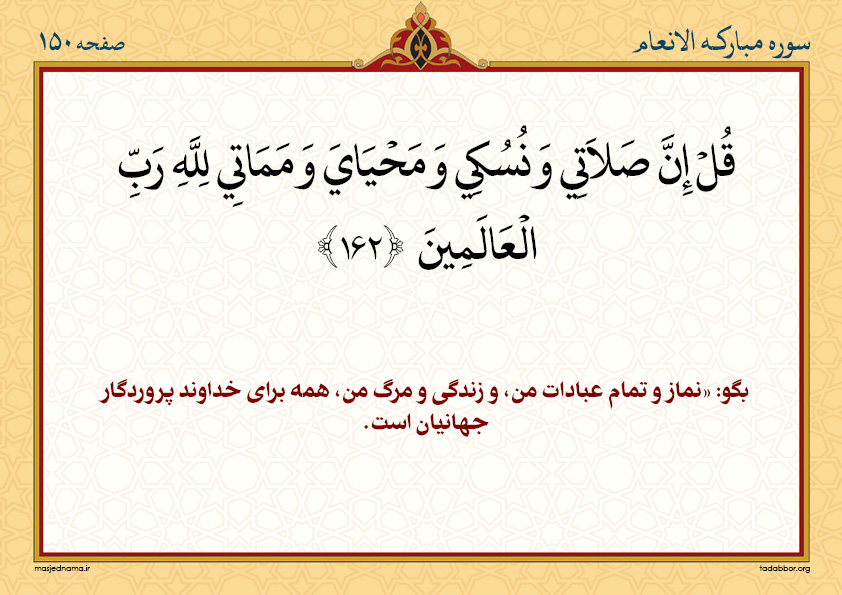 سوره مبارکه الانعام
صفحه ۱۵۰
قُلْ إِنَّ صَلاَتِي وَ نُسُكِي وَ مَحْيَايَ وَ مَمَاتِي لِلَّهِ رَبِّ
الْعَالَمِينَ ﴿۱۶۲﴾
بگو: «نماز و تمام عبادات من، و زندگی و مرگ من، همه برای خداوند پروردگار
جهانیان است.
masjednama.ir
tadabbor.org